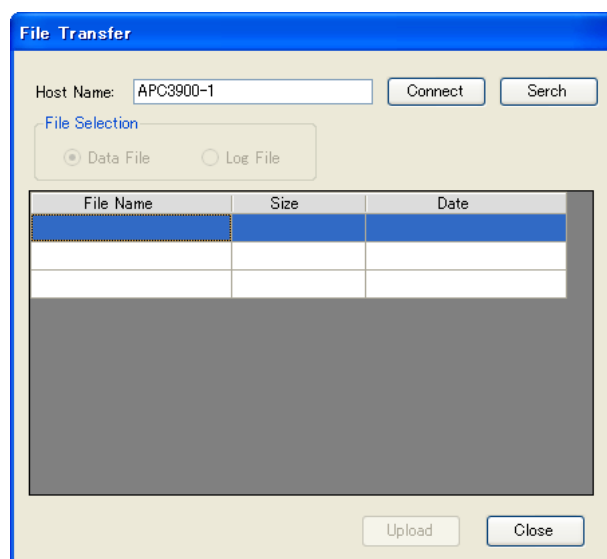 File Transfer
Host Name: APC3900-1 Connect Serch
File Selection
Data File Log File
File Name Size Date
Upload Close